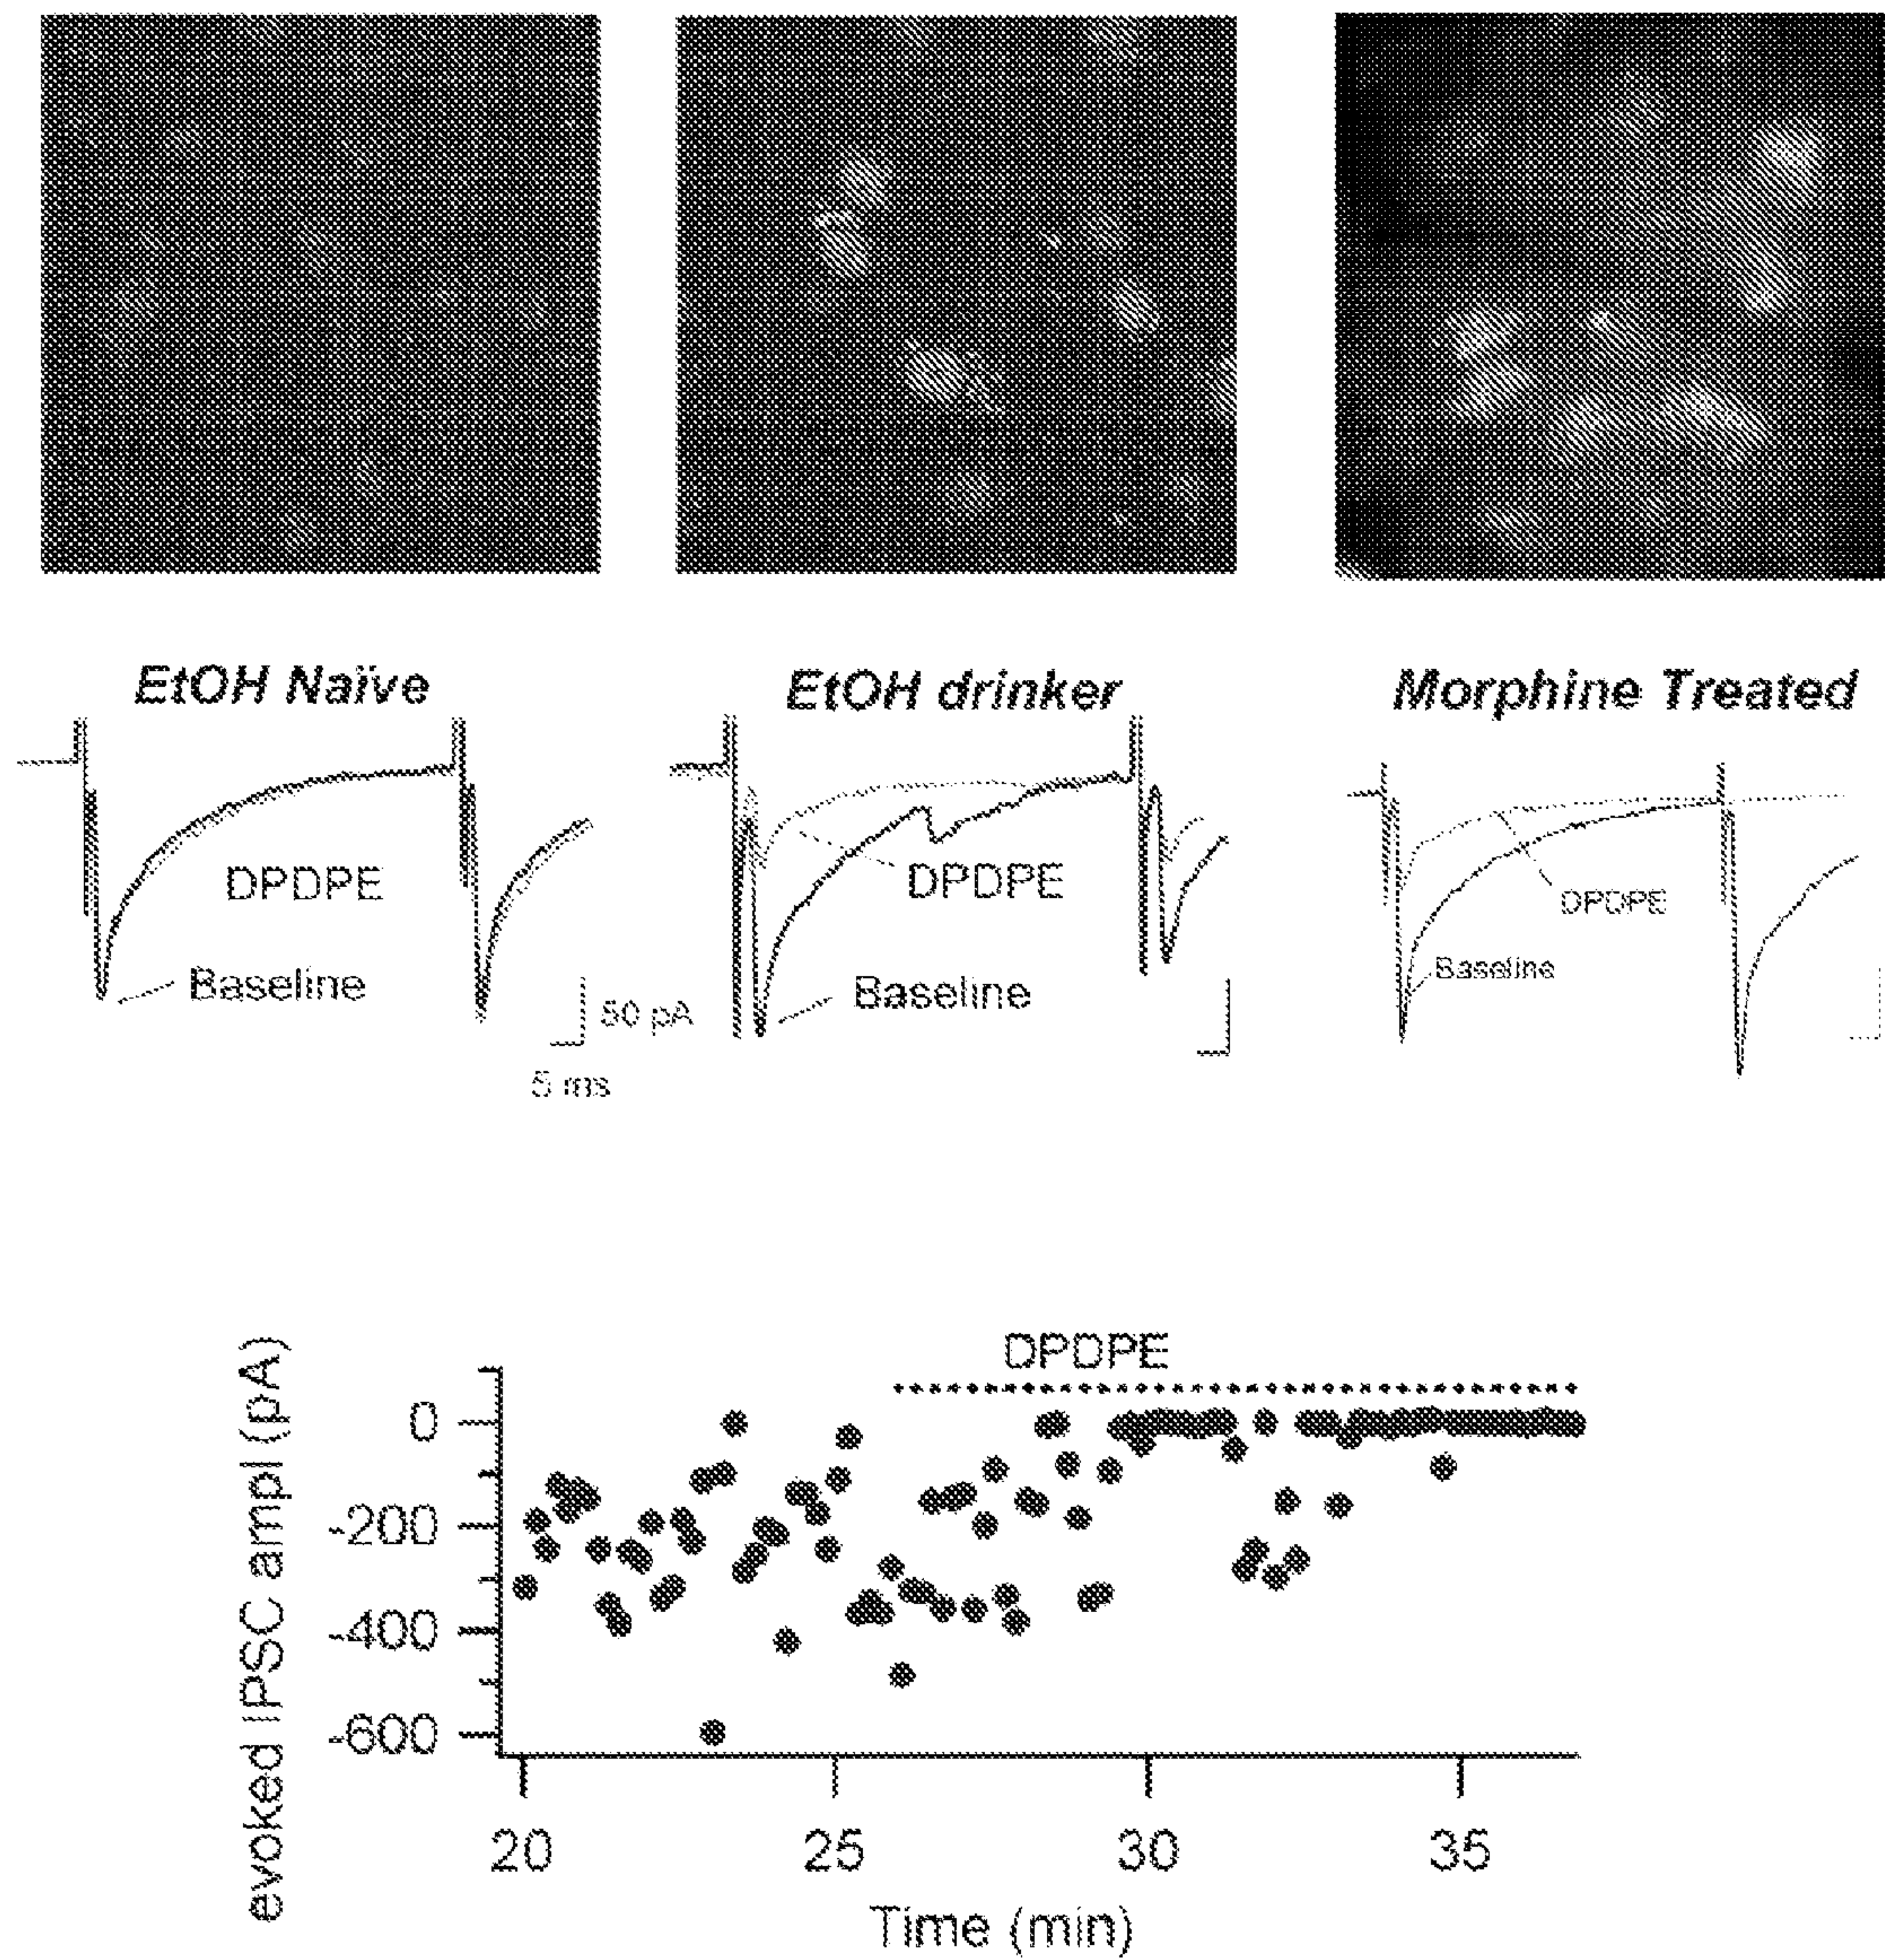 EtOH Naïve
EtOH drinker
Morphine Treated
DPDPE
Baseline
50 pA
5 ms
DPDPE
Baseline
DPDPE
Baseline
DPDPE
evoked IPSC ampl (pA)
0
-200
-400
-600
20
25
30
35
Time (min)